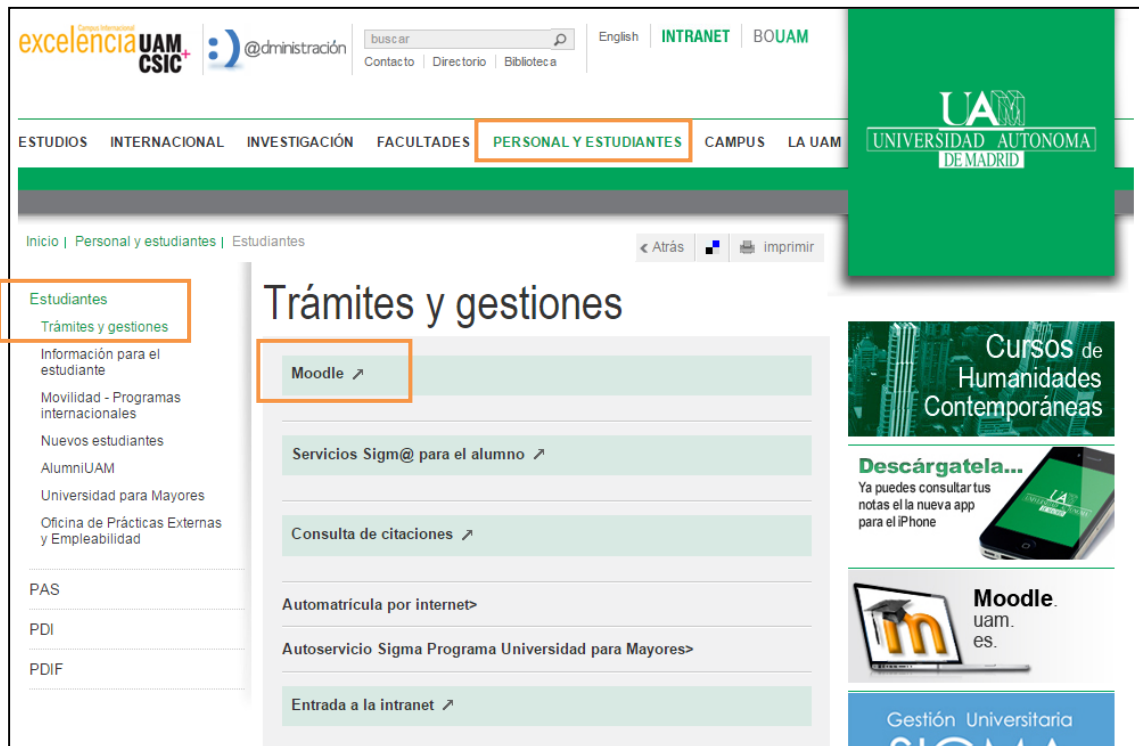 Campus Internacional
excelencia UAM+
CSIC
:) @dministración
buscar
Contacto | Directorio | Biblioteca
English
INTRANET
BOUAM
ESTUDIOS INTERNACIONAL INVESTIGACIÓN FACULTADES PERSONAL Y ESTUDIANTES CAMPUS LA UAM
UAM
UNIVERSIDAD AUTONOMA
DE MADRID
Inicio | Personal y estudiantes | Estudiantes
Atrás
imprimir
Estudiantes
Trámites y gestiones
Información para el
estudiante
Movilidad - Programas
internacionales
Nuevos estudiantes
AlumniUAM
Universidad para Mayores
Oficina de Prácticas Externas
y Empleabilidad
PAS
PDI
PDIF
Trámites y gestiones
Moodle
Servicios Sigm@ para el alumno
Consulta de citaciones
Automatrícula por internet>
Autoservicio Sigma Programa Universidad para Mayores>
Entrada a la intranet
Cursos de
Humanidades
Contemporáneas
Descárgatela...
Ya puedes consultar tus
notas el la nueva app
para el iPhone
Moodle.
uam.
es.
Gestión Universitaria
SIGMA